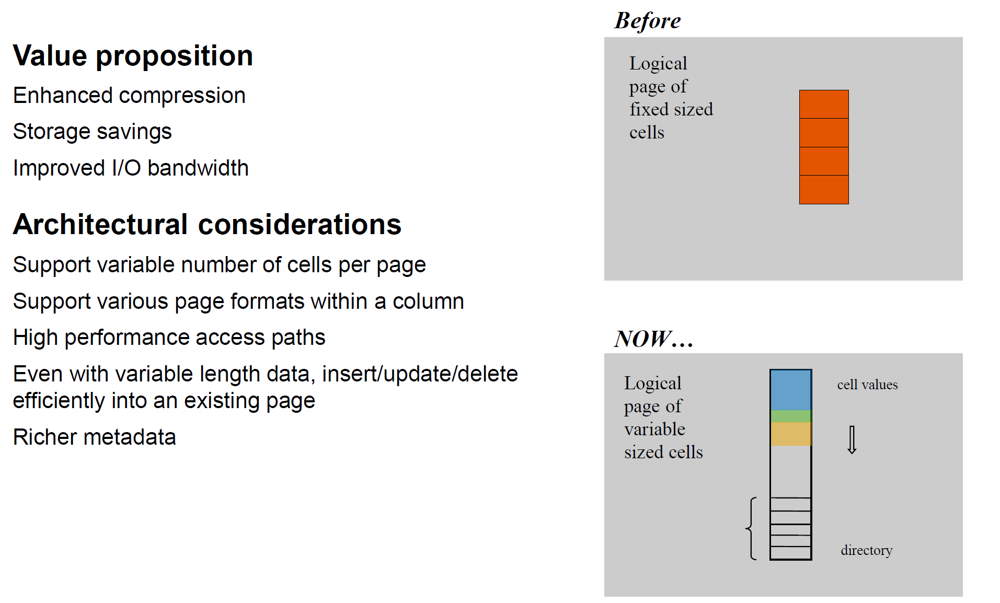 Value proposition
Enhanced compression
Storage savings
Improved I/O bandwidth
Architectural considerations
Support variable number of cells per page
Support various page formats within a column
High performance access paths
Even with variable length data, insert/update/delete
efficiently into an existing page
Richer metadata
Before
Logical
page of
fixed sized
cells
NOW...
Logical
page of
variable
sized cells
cell values
directory